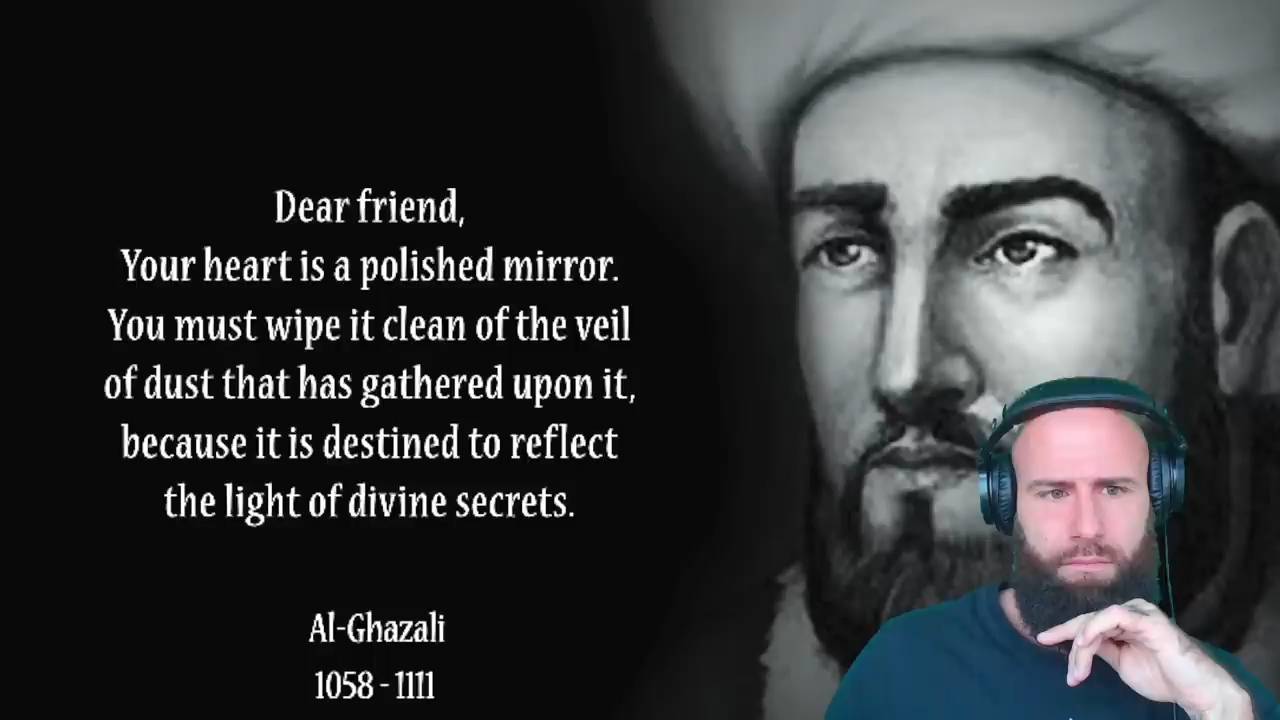 Dear friend,
Your heart is a polished mirror.
You must wipe it clean of the veil
of dust that has gathered upon it,
because it is destined to reflect
the light of divine secrets.
Al-Ghazali
1058 - 1111